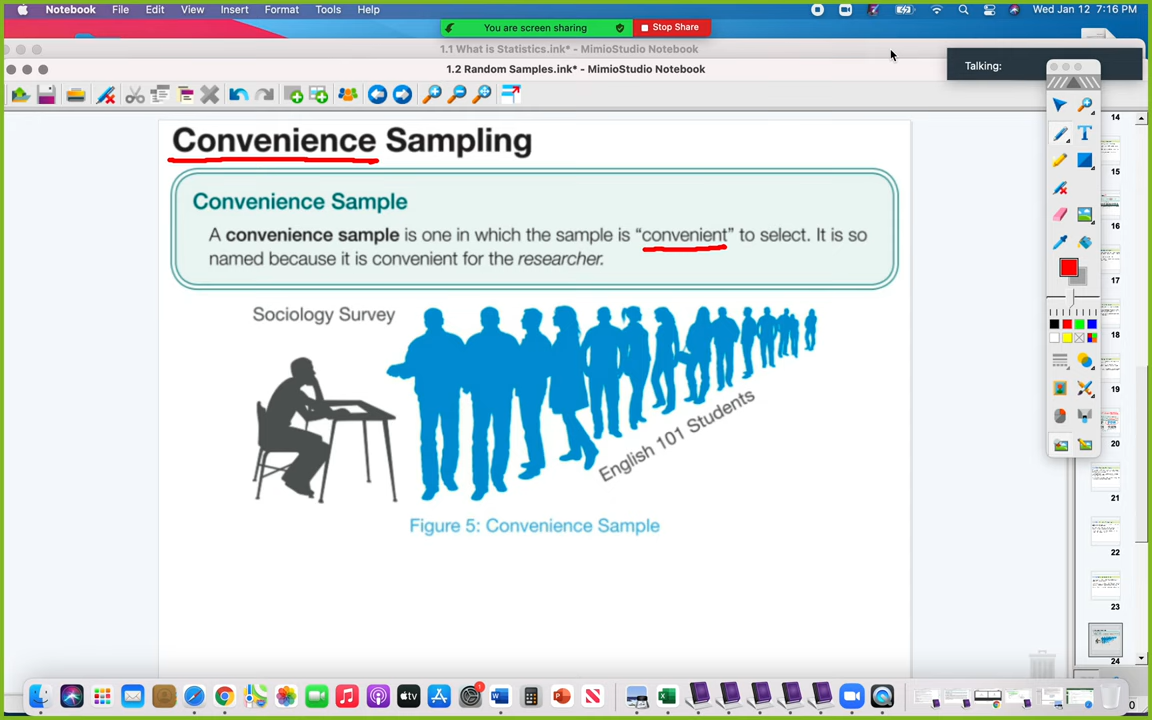 Notebook File Edit View Insert Format Tools Help Wed Jan 12 7:16 PM
You are screen sharing Stop Share
1.1 What is Statistics.ink* - MimioStudio Notebook
1.2 Random Samples.ink* - MimioStudio Notebook
Talking:
Convenience Sampling
Convenience Sample
A convenience sample is one in which the sample is “convenient” to select. It is so
named because it is convenient for the researcher.
Sociology Survey
English 101 Students
Figure 5: Convenience Sample
14
15
16
17
18
19
20
21
22
23
24
tv
0